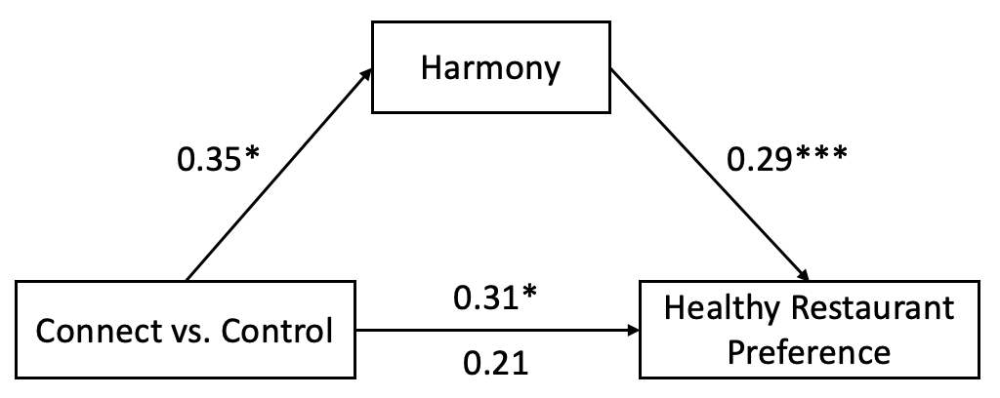 Harmony
0.35*
0.29***
0.31*
Connect vs. Control
0.21
Healthy Restaurant
Preference